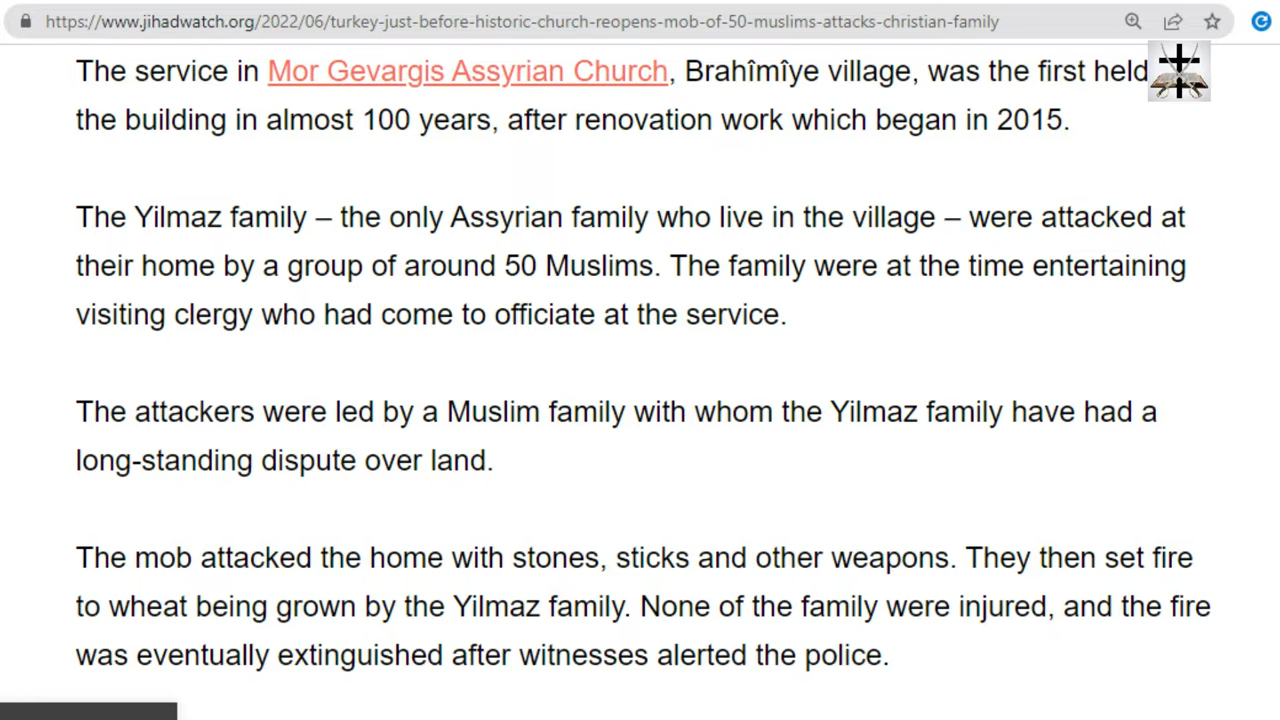 https://www.jihadwatch.org/2022/06/turkey-just-before-historic-church-reopens-mob-of-50-muslims-attacks-christian-family
The service in Mor Gevargis Assyrian Church, Brahîmîye village, was the first held
the building in almost 100 years, after renovation work which began in 2015.
The Yilmaz family – the only Assyrian family who live in the village – were attacked at
their home by a group of around 50 Muslims. The family were at the time entertaining
visiting clergy who had come to officiate at the service.
The attackers were led by a Muslim family with whom the Yilmaz family have had a
long-standing dispute over land.
The mob attacked the home with stones, sticks and other weapons. They then set fire
to wheat being grown by the Yilmaz family. None of the family were injured, and the fire
was eventually extinguished after witnesses alerted the police.